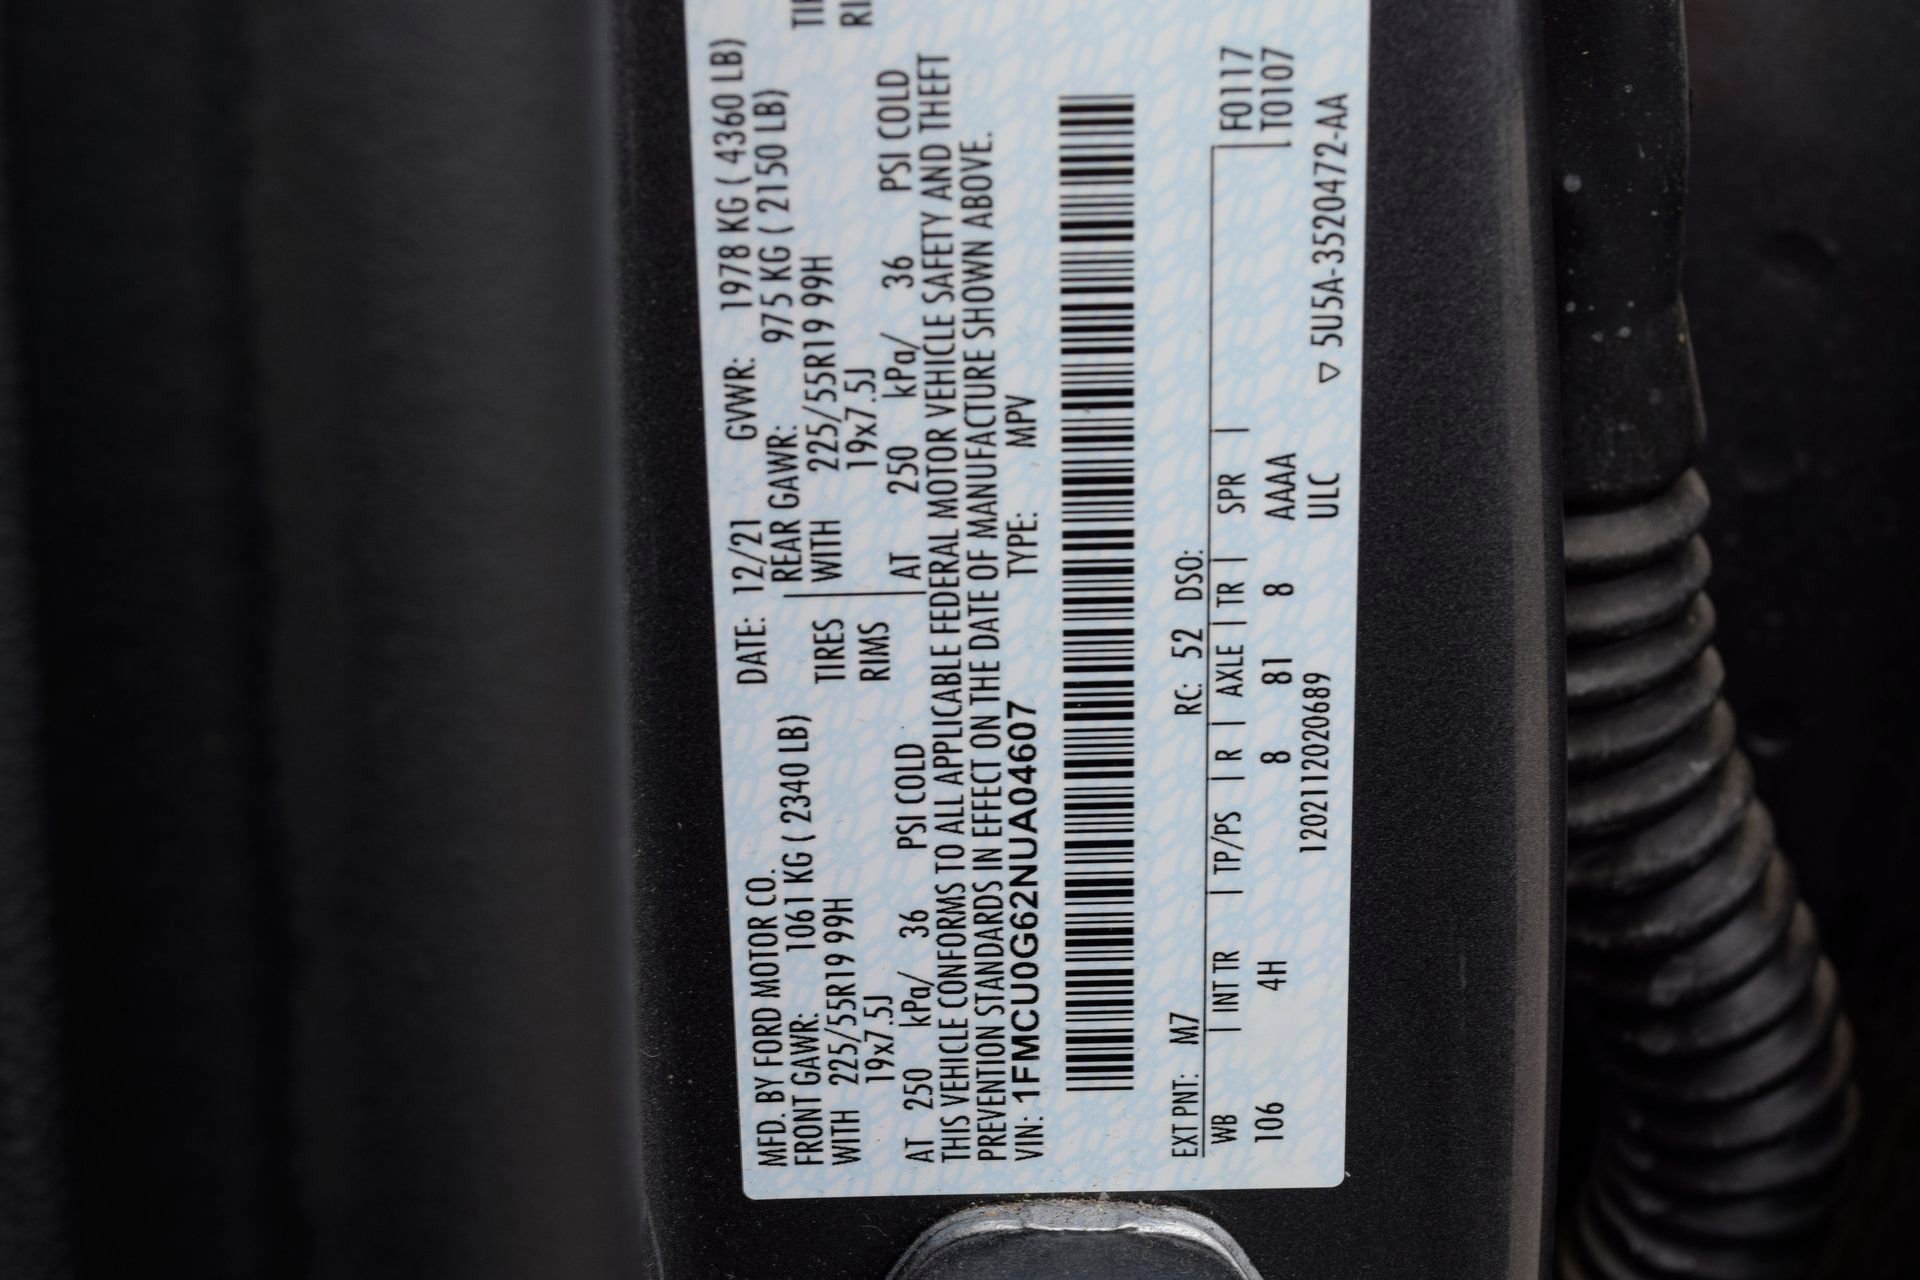 MFD. BY FORD MOTOR CO. DATE: 12/21 GVWR: 1978 KG ( 4360 LB)
FRONT GAWR: 1061 KG ( 2340 LB) REAR GAWR: 975 KG ( 2150 LB)
WITH 225/55R19 99H TIRES WITH 225/55R19 99H
19x7.5J RIMS 19x7.5J
AT 250 kPa/ 36 PSI COLD AT 250 kPa/ 36 PSI COLD
THIS VEHICLE CONFORMS TO ALL APPLICABLE FEDERAL MOTOR VEHICLE SAFETY AND THEFT
PREVENTION STANDARDS IN EFFECT ON THE DATE OF MANUFACTURE SHOWN ABOVE.
VIN: 1FMCU0G62NUA04607 TYPE: MPV
EXT PNT: M7 RC: 52 DSO:
WB | INT TR | TP/PS | R | AXLE | TR | SPR | F0117
106 4H 8 81 8 AAAA T0107
1202112020689 ULC
▽ 5U5A-3520472-AA